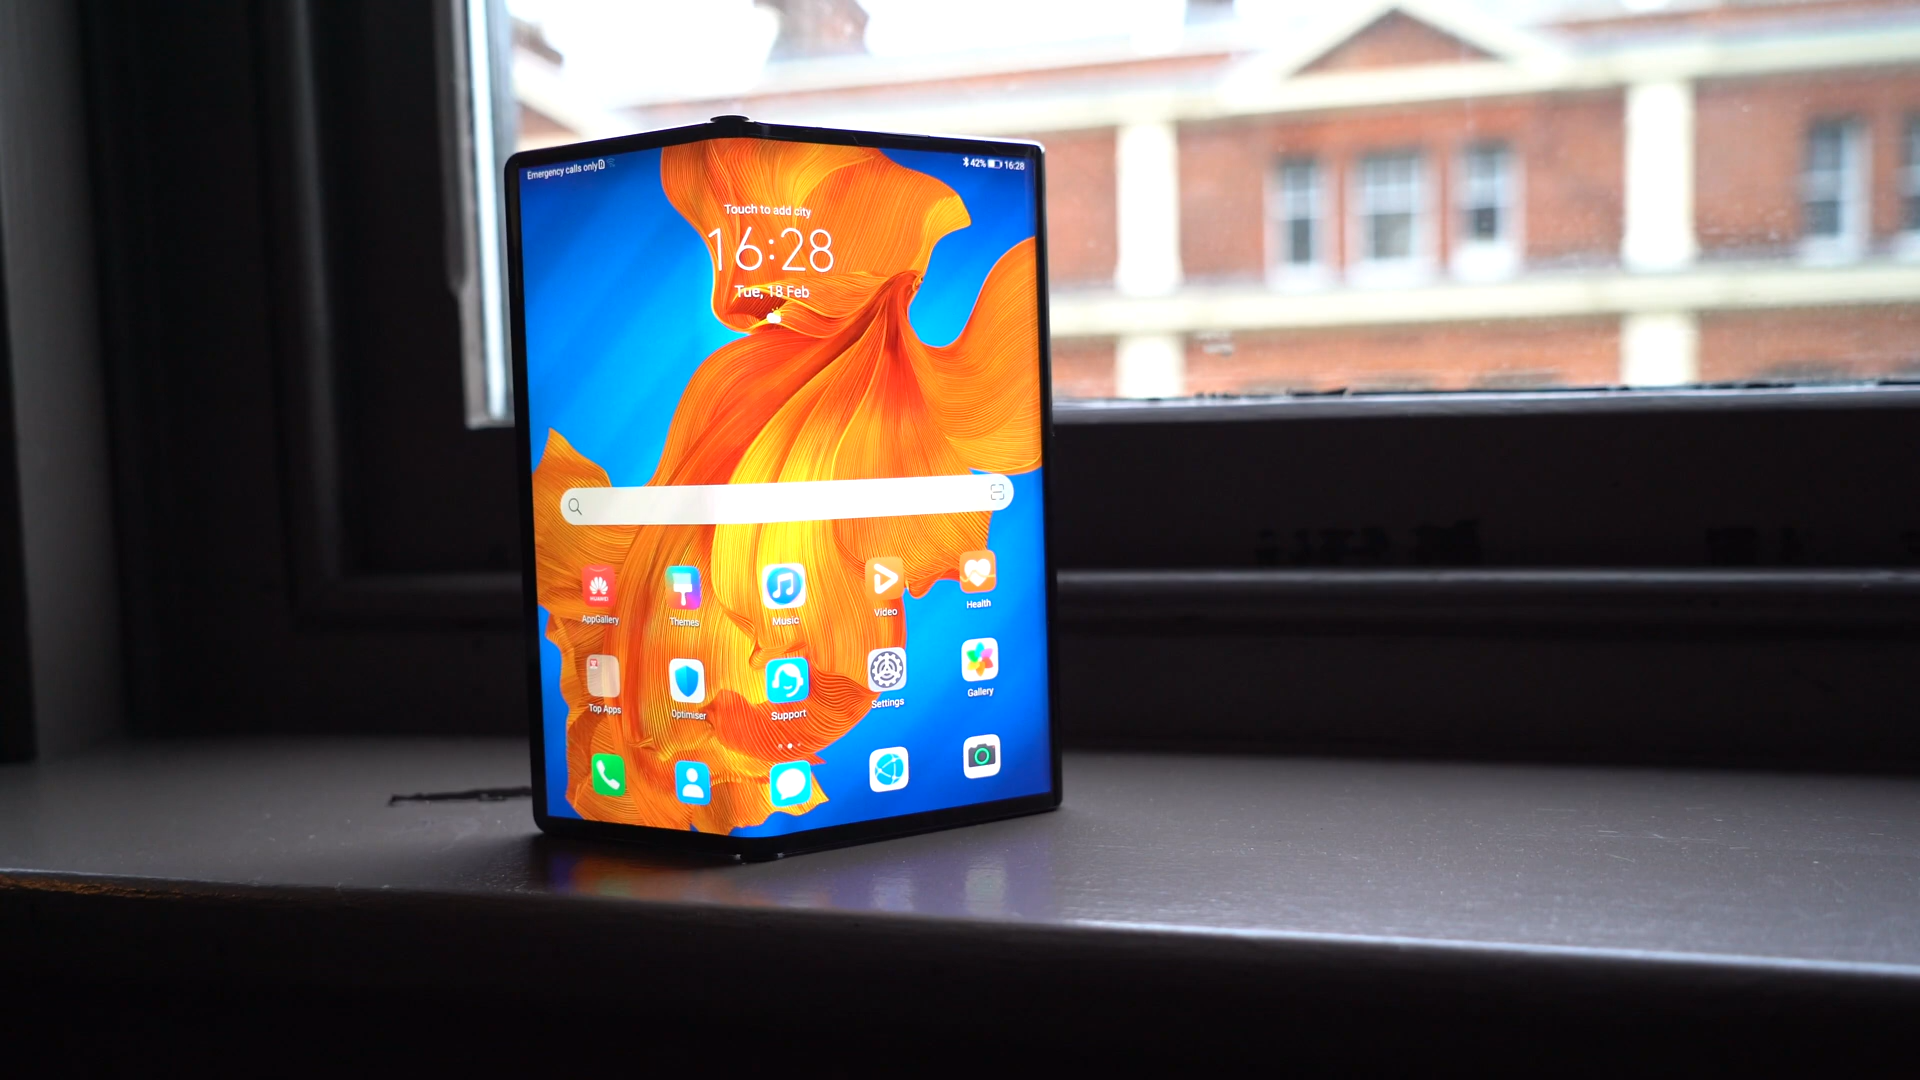 Emergency calls only
42% 16:28
Touch to add city
16:28
Tue, 18 Feb
HUAWEI
AppGallery
Themes
Music
Video
Health
Top Apps
Optimiser
Support
Settings
Gallery